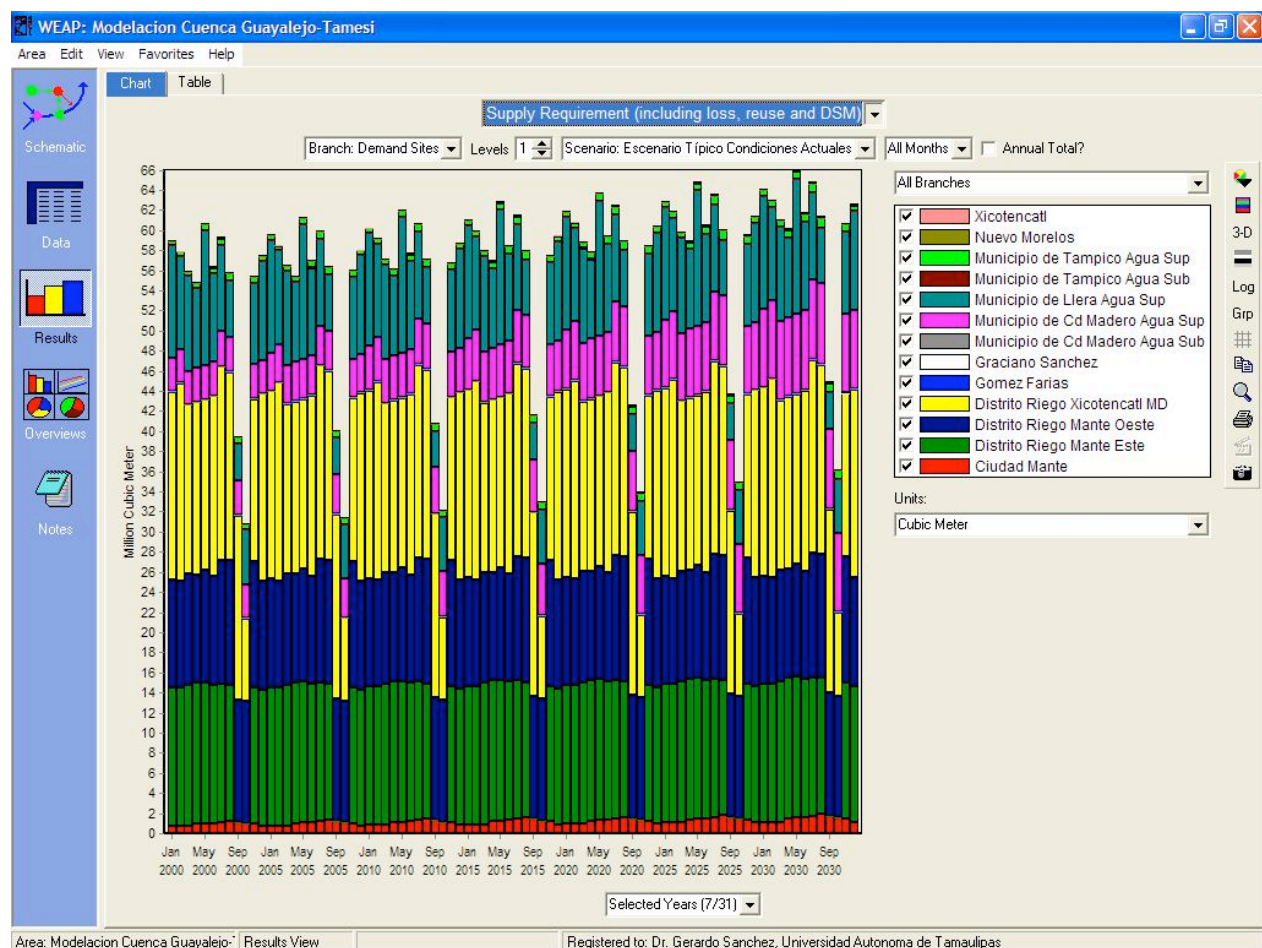 WEAP: Modelacion Cuenca Guayalejo-Tamesi
Area Edit View Favorites Help
Schematic
Data
Results
Overviews
Notes
Chart Table
Supply Requirement (including loss, reuse and DSM)
Branch: Demand Sites Levels 1 Scenario: Escenario Típico Condiciones Actuales All Months Annual Total?
Million Cubic Meter
66
64
62
60
58
56
54
52
50
48
46
44
42
40
38
36
34
32
30
28
26
24
22
20
18
16
14
12
10
8
6
4
2
0
Jan May Sep Jan May Sep Jan May Sep Jan May Sep Jan May Sep Jan May Sep Jan May Sep
2000 2000 2000 2005 2005 2005 2010 2010 2010 2015 2015 2015 2020 2020 2020 2025 2025 2025 2030 2030 2030
Selected Years (7/31)
All Branches
Xicotencatl
Nuevo Morelos
Municipio de Tampico Agua Sup
Municipio de Tampico Agua Sub
Municipio de Llera Agua Sup
Municipio de Cd Madero Agua Sup
Municipio de Cd Madero Agua Sub
Graciano Sanchez
Gomez Farias
Distrito Riego Xicotencatl MD
Distrito Riego Mante Oeste
Distrito Riego Mante Este
Ciudad Mante
Units:
Cubic Meter
3-D
Log
Grp
Area: Modelacion Cuenca Guayalejo-T Results View Registered to: Dr. Gerardo Sanchez, Universidad Autonoma de Tamaulipas